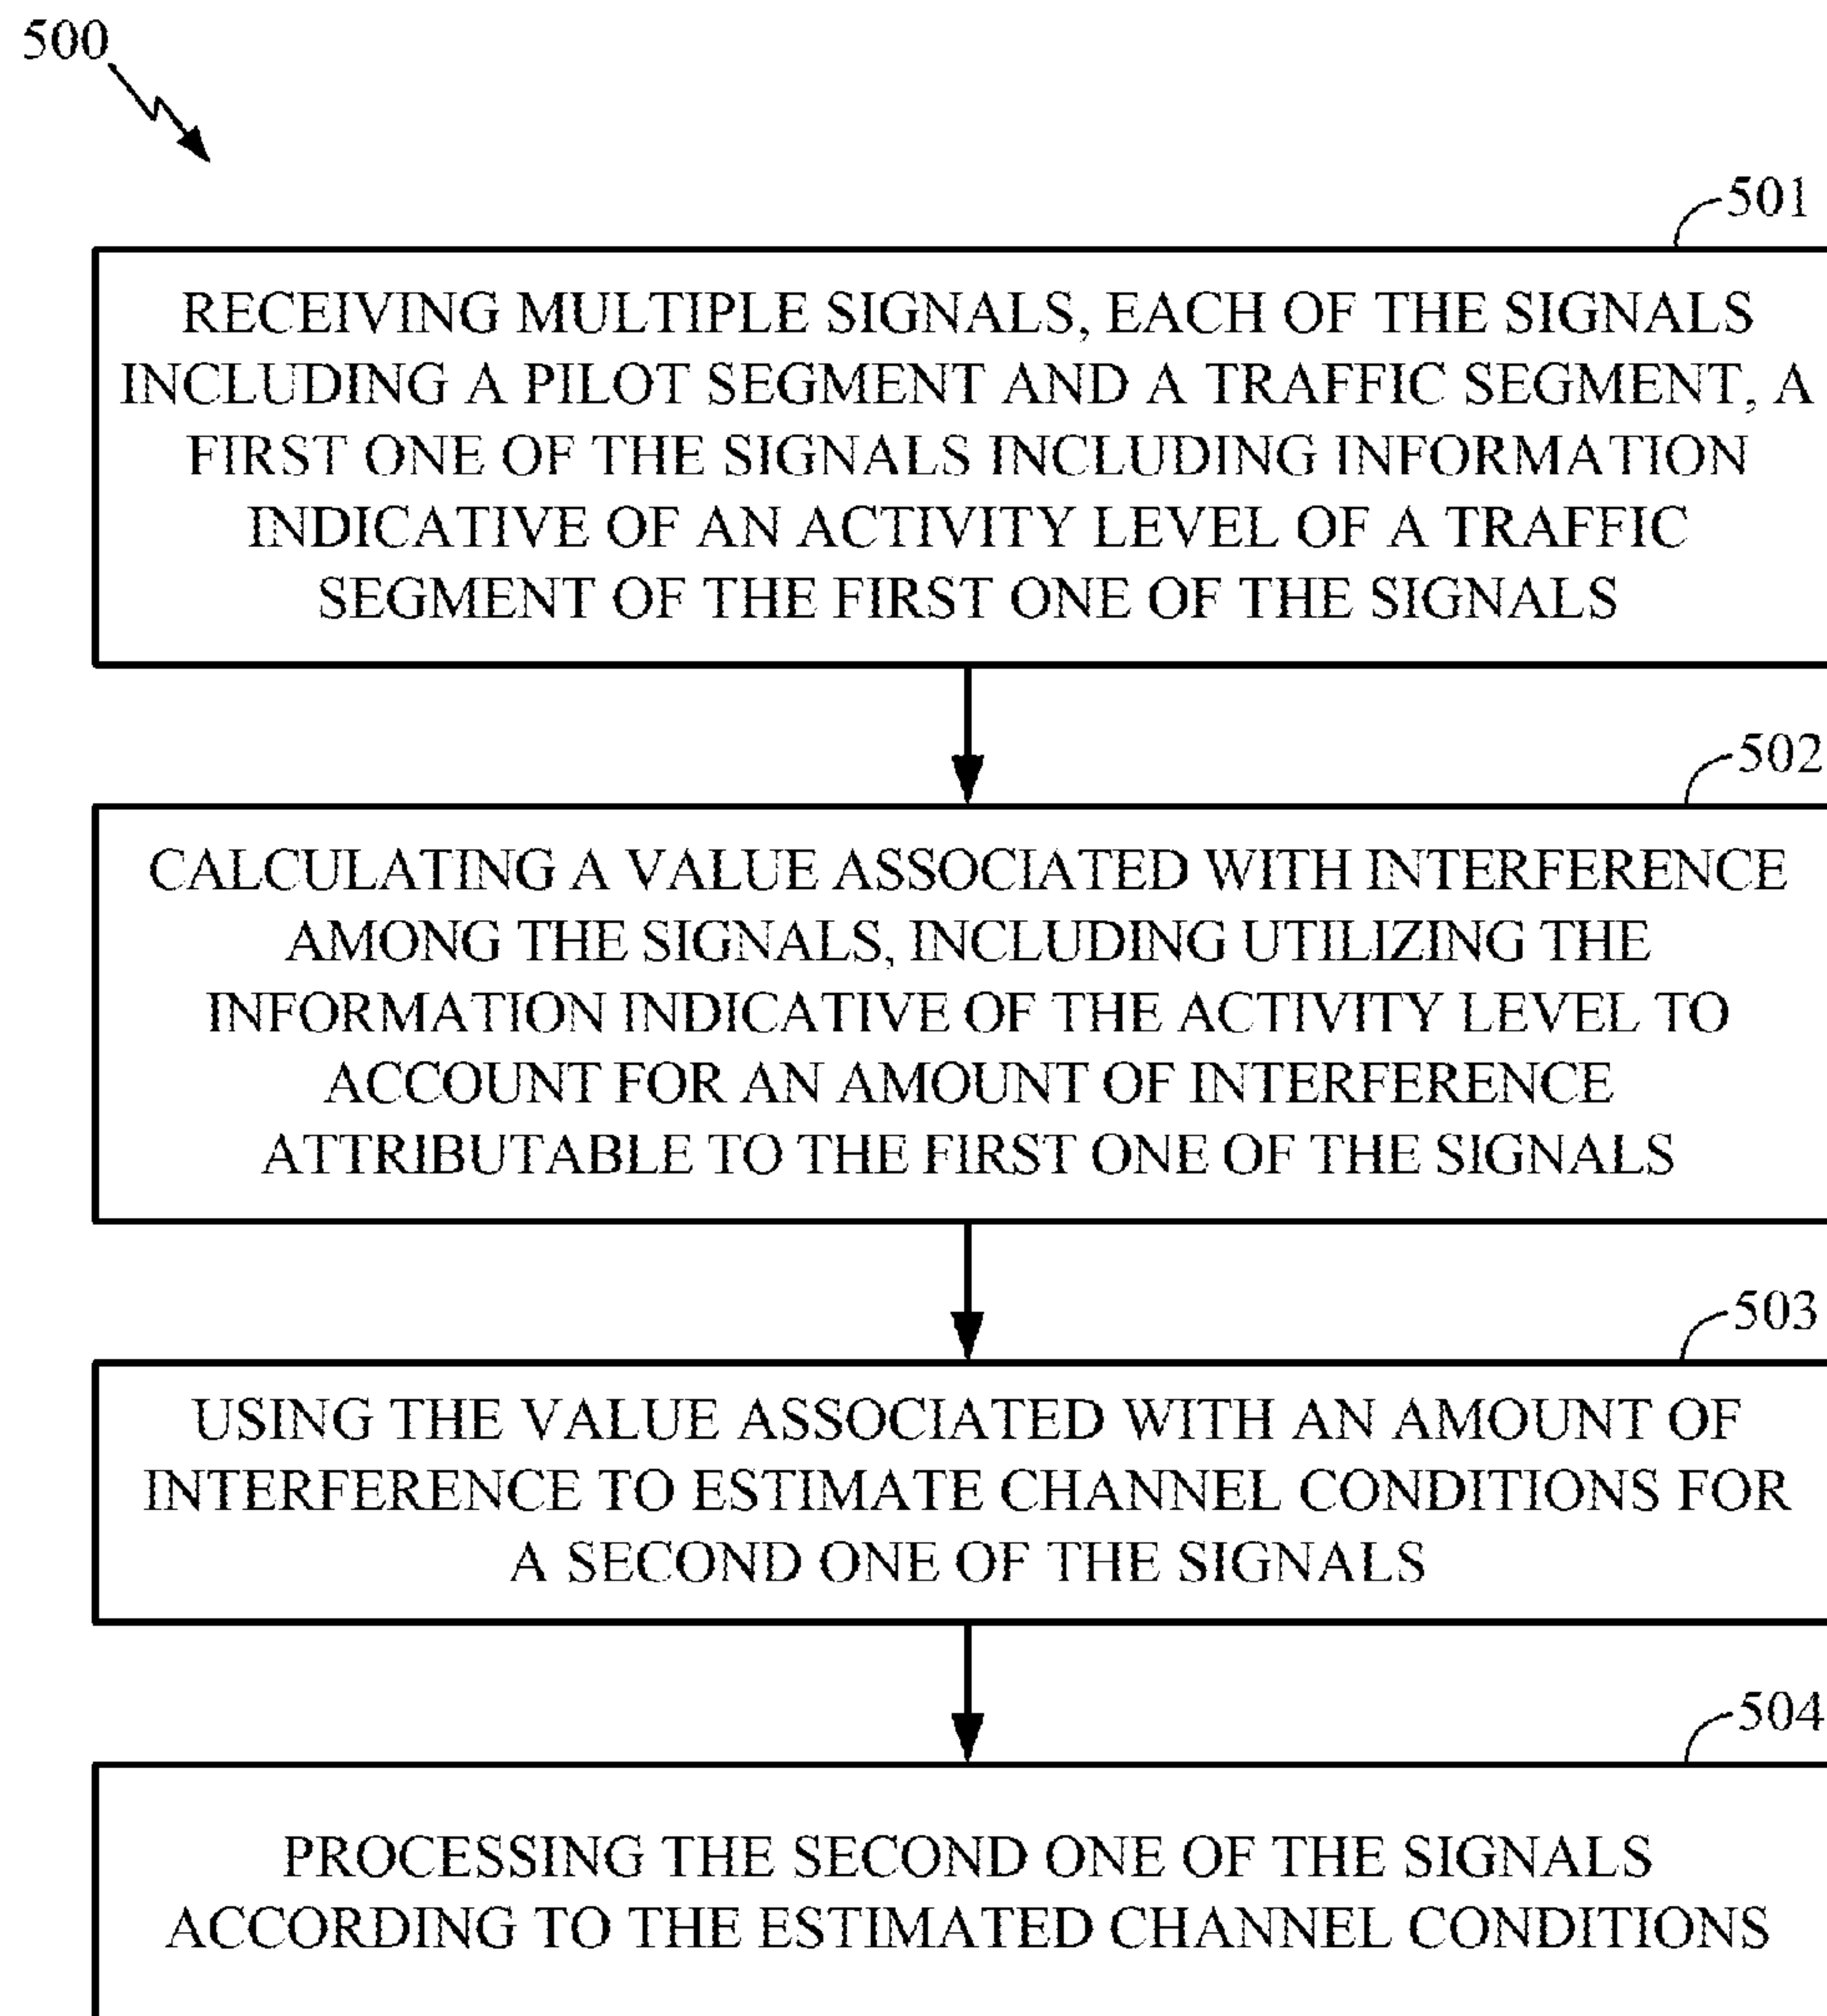 500
501
RECEIVING MULTIPLE SIGNALS, EACH OF THE SIGNALS
INCLUDING A PILOT SEGMENT AND A TRAFFIC SEGMENT, A
FIRST ONE OF THE SIGNALS INCLUDING INFORMATION
INDICATIVE OF AN ACTIVITY LEVEL OF A TRAFFIC
SEGMENT OF THE FIRST ONE OF THE SIGNALS
502
CALCULATING A VALUE ASSOCIATED WITH INTERFERENCE
AMONG THE SIGNALS, INCLUDING UTILIZING THE
INFORMATION INDICATIVE OF THE ACTIVITY LEVEL TO
ACCOUNT FOR AN AMOUNT OF INTERFERENCE
ATTRIBUTABLE TO THE FIRST ONE OF THE SIGNALS
503
USING THE VALUE ASSOCIATED WITH AN AMOUNT OF
INTERFERENCE TO ESTIMATE CHANNEL CONDITIONS FOR
A SECOND ONE OF THE SIGNALS
504
PROCESSING THE SECOND ONE OF THE SIGNALS
ACCORDING TO THE ESTIMATED CHANNEL CONDITIONS